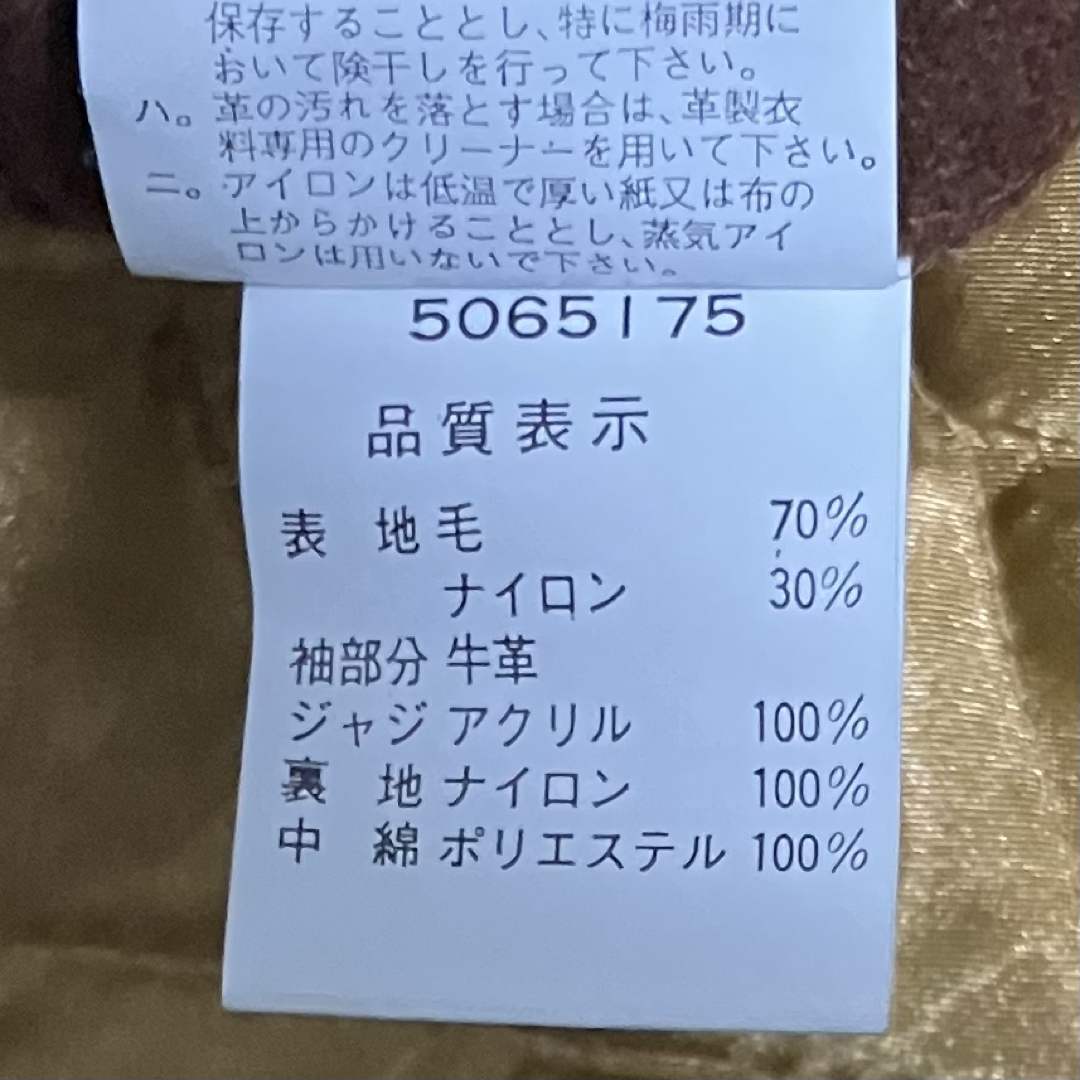 保存することとし、特に梅雨期に
おいて険干しを行って下さい。
ハ。革の汚れを落とす場合は、革製衣
料専用のクリーナーを用いて下さい。
ニ。アイロンは低温で厚い紙又は布の
上からかけることとし、蒸気アイ
ロンは用いないで下さい。
5065175
品質表示
表 地 毛 70%
ナイロン 30%
袖部分 牛革
ジャジ アクリル 100%
裏 地 ナイロン 100%
中 綿 ポリエステル 100%